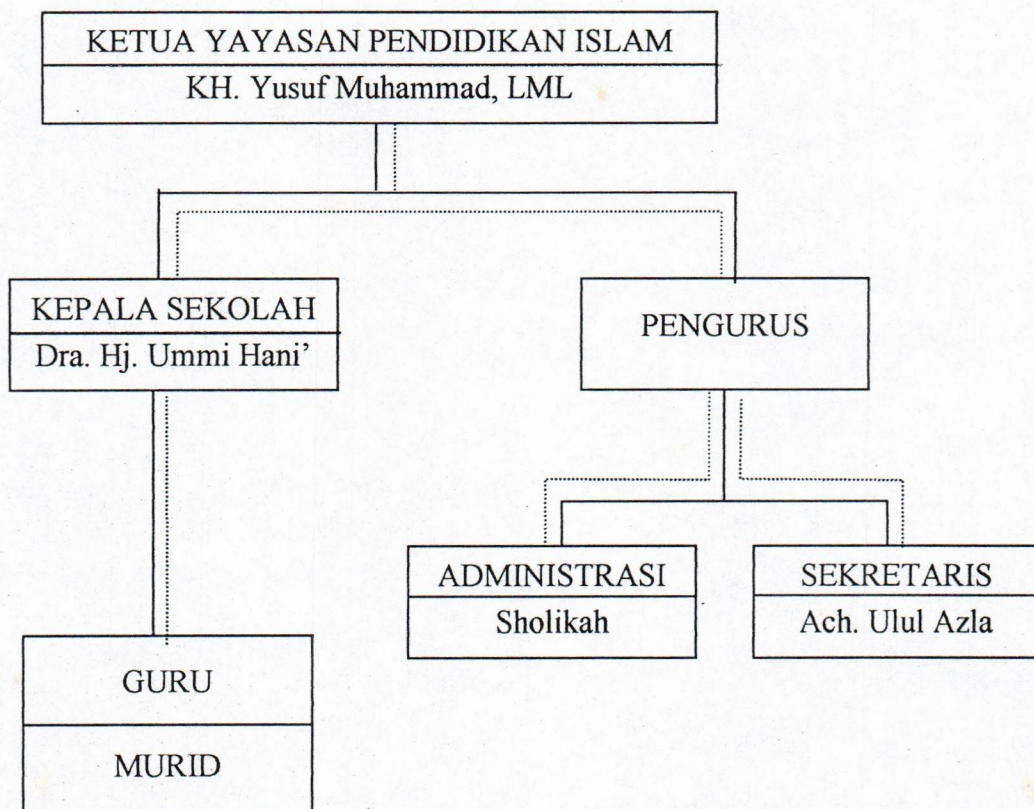 KETUA YAYASAN PENDIDIKAN ISLAM
KH. Yusuf Muhammad, LML
KEPALA SEKOLAH
Dra. Hj. Ummi Hani’
PENGURUS
ADMINISTRASI
Sholikah
SEKRETARIS
Ach. Ulul Azla
GURU
MURID